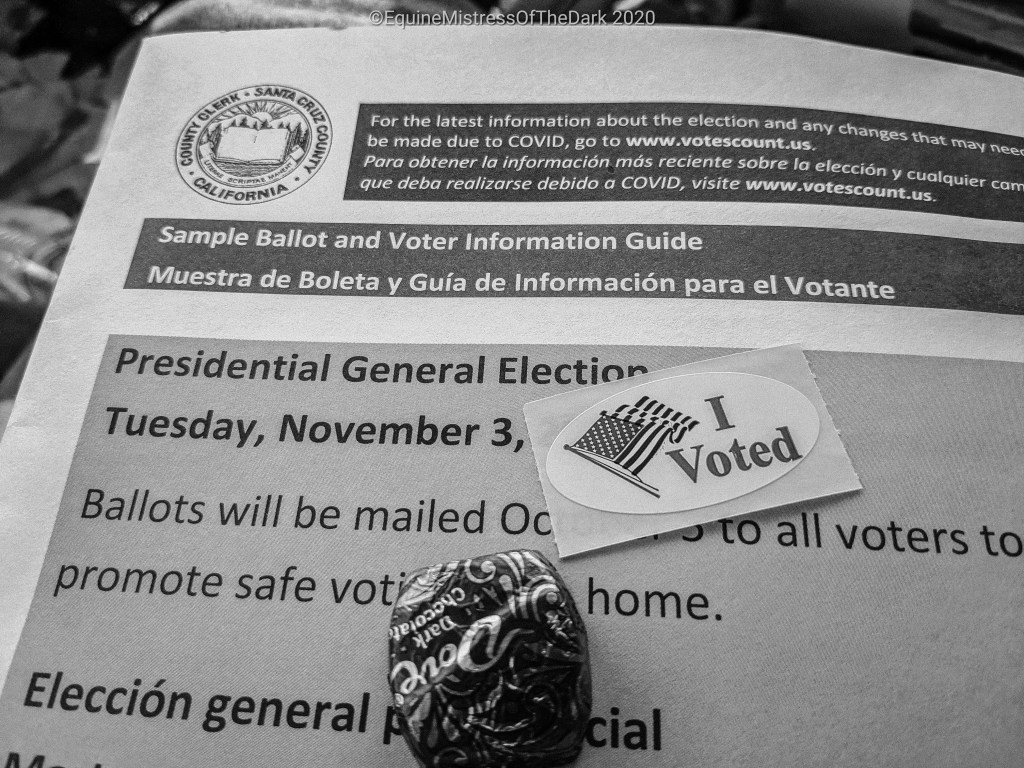 ©EquineMistressOfTheDark 2020
COUNTY CLERK • SANTA CRUZ COUNTY
• CALIFORNIA •
For the latest information about the election and any changes that may need
be made due to COVID, go to www.votescount.us.
Para obtener la información más reciente sobre la elección y cualquier cam
que deba realizarse debido a COVID, visite www.votescount.us.
Sample Ballot and Voter Information Guide
Muestra de Boleta y Guía de Información para el Votante
Presidential General Election
Tuesday, November 3,
I
Voted
Ballots will be mailed Oc 5 to all voters to
promote safe voti home.
Dove
Dark
Chocolate
Elección general p cial